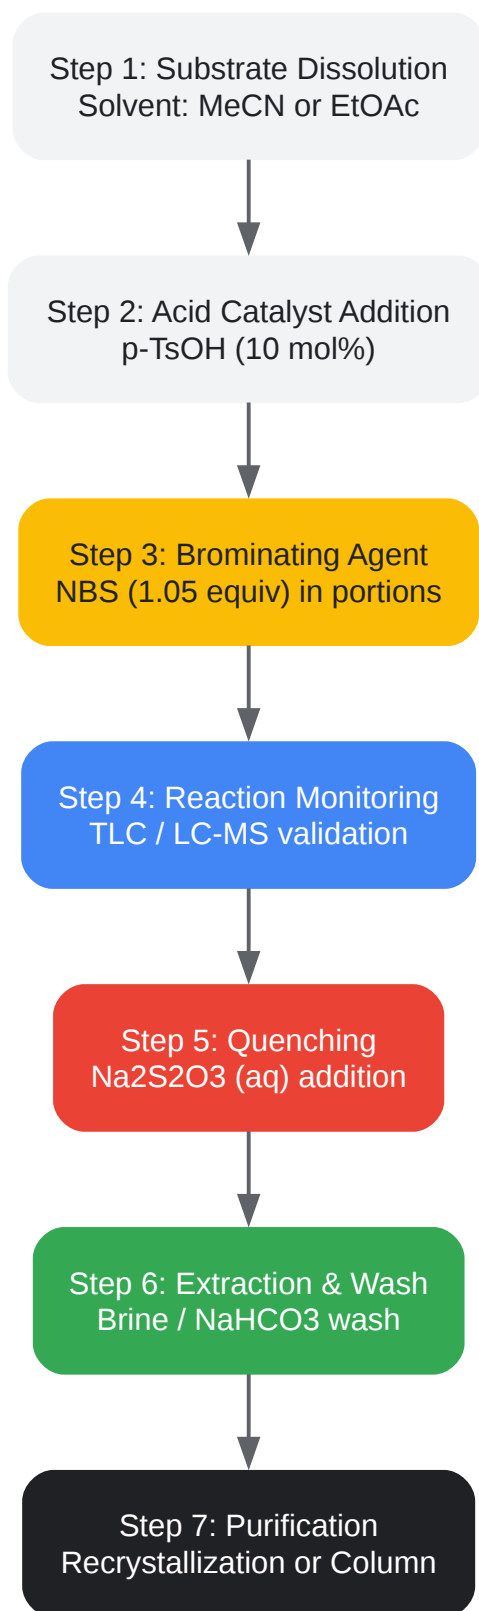 Step 1: Substrate Dissolution
Solvent: MeCN or EtOAc
Step 2: Acid Catalyst Addition
p-TsOH (10 mol%)
Step 3: Brominating Agent
NBS (1.05 equiv) in portions
Step 4: Reaction Monitoring
TLC / LC-MS validation
Step 5: Quenching
Na2S2O3 (aq) addition
Step 6: Extraction & Wash
Brine / NaHCO3 wash
Step 7: Purification
Recrystallization or Column